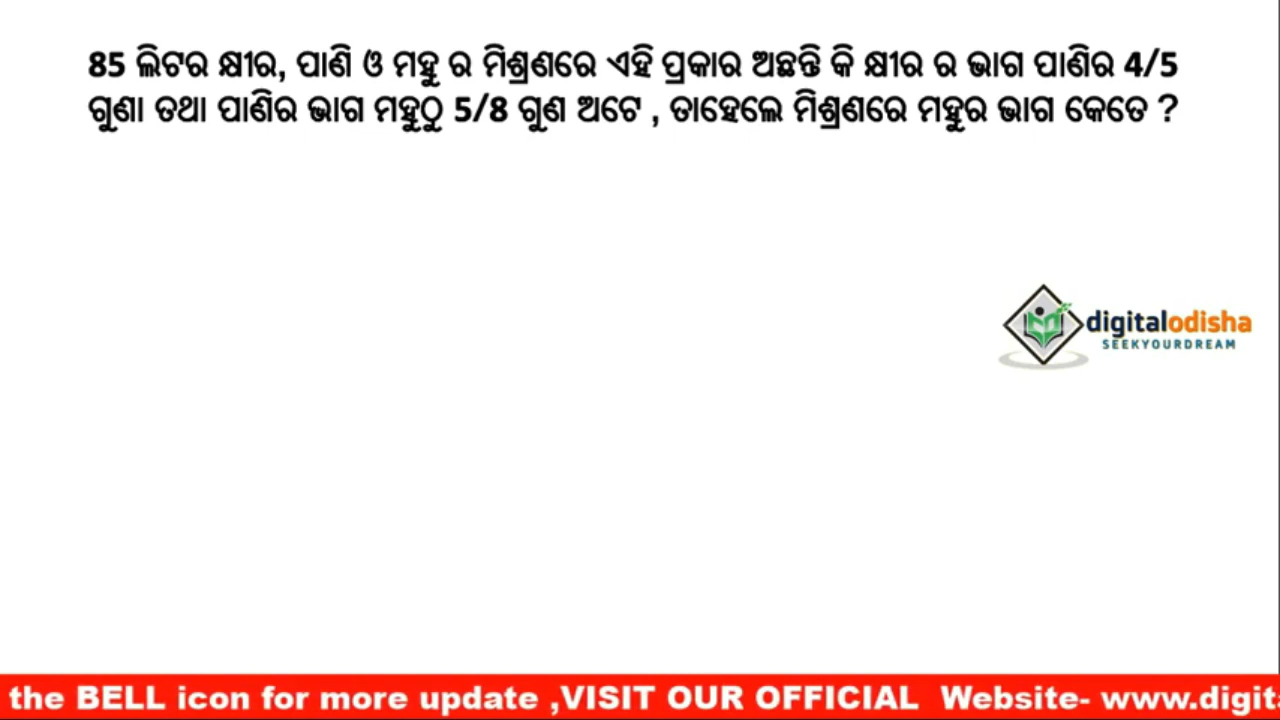 85 ଲିଟର କ୍ଷୀର, ପାଣି ଓ ମହୁ ର ମିଶ୍ରଣରେ ଏହି ପ୍ରକାର ଅଛନ୍ତି କି କ୍ଷୀର ର ଭାଗ ପାଣିର 4/5
ଗୁଣା ତଥା ପାଣିର ଭାଗ ମହୁଠୁ 5/8 ଗୁଣ ଅଟେ , ତାହେଲେ ମିଶ୍ରଣରେ ମହୁର ଭାଗ କେତେ ?
digitalodisha
SEEKYOURDREAM
the BELL icon for more update ,VISIT OUR OFFICIAL Website- www.digit